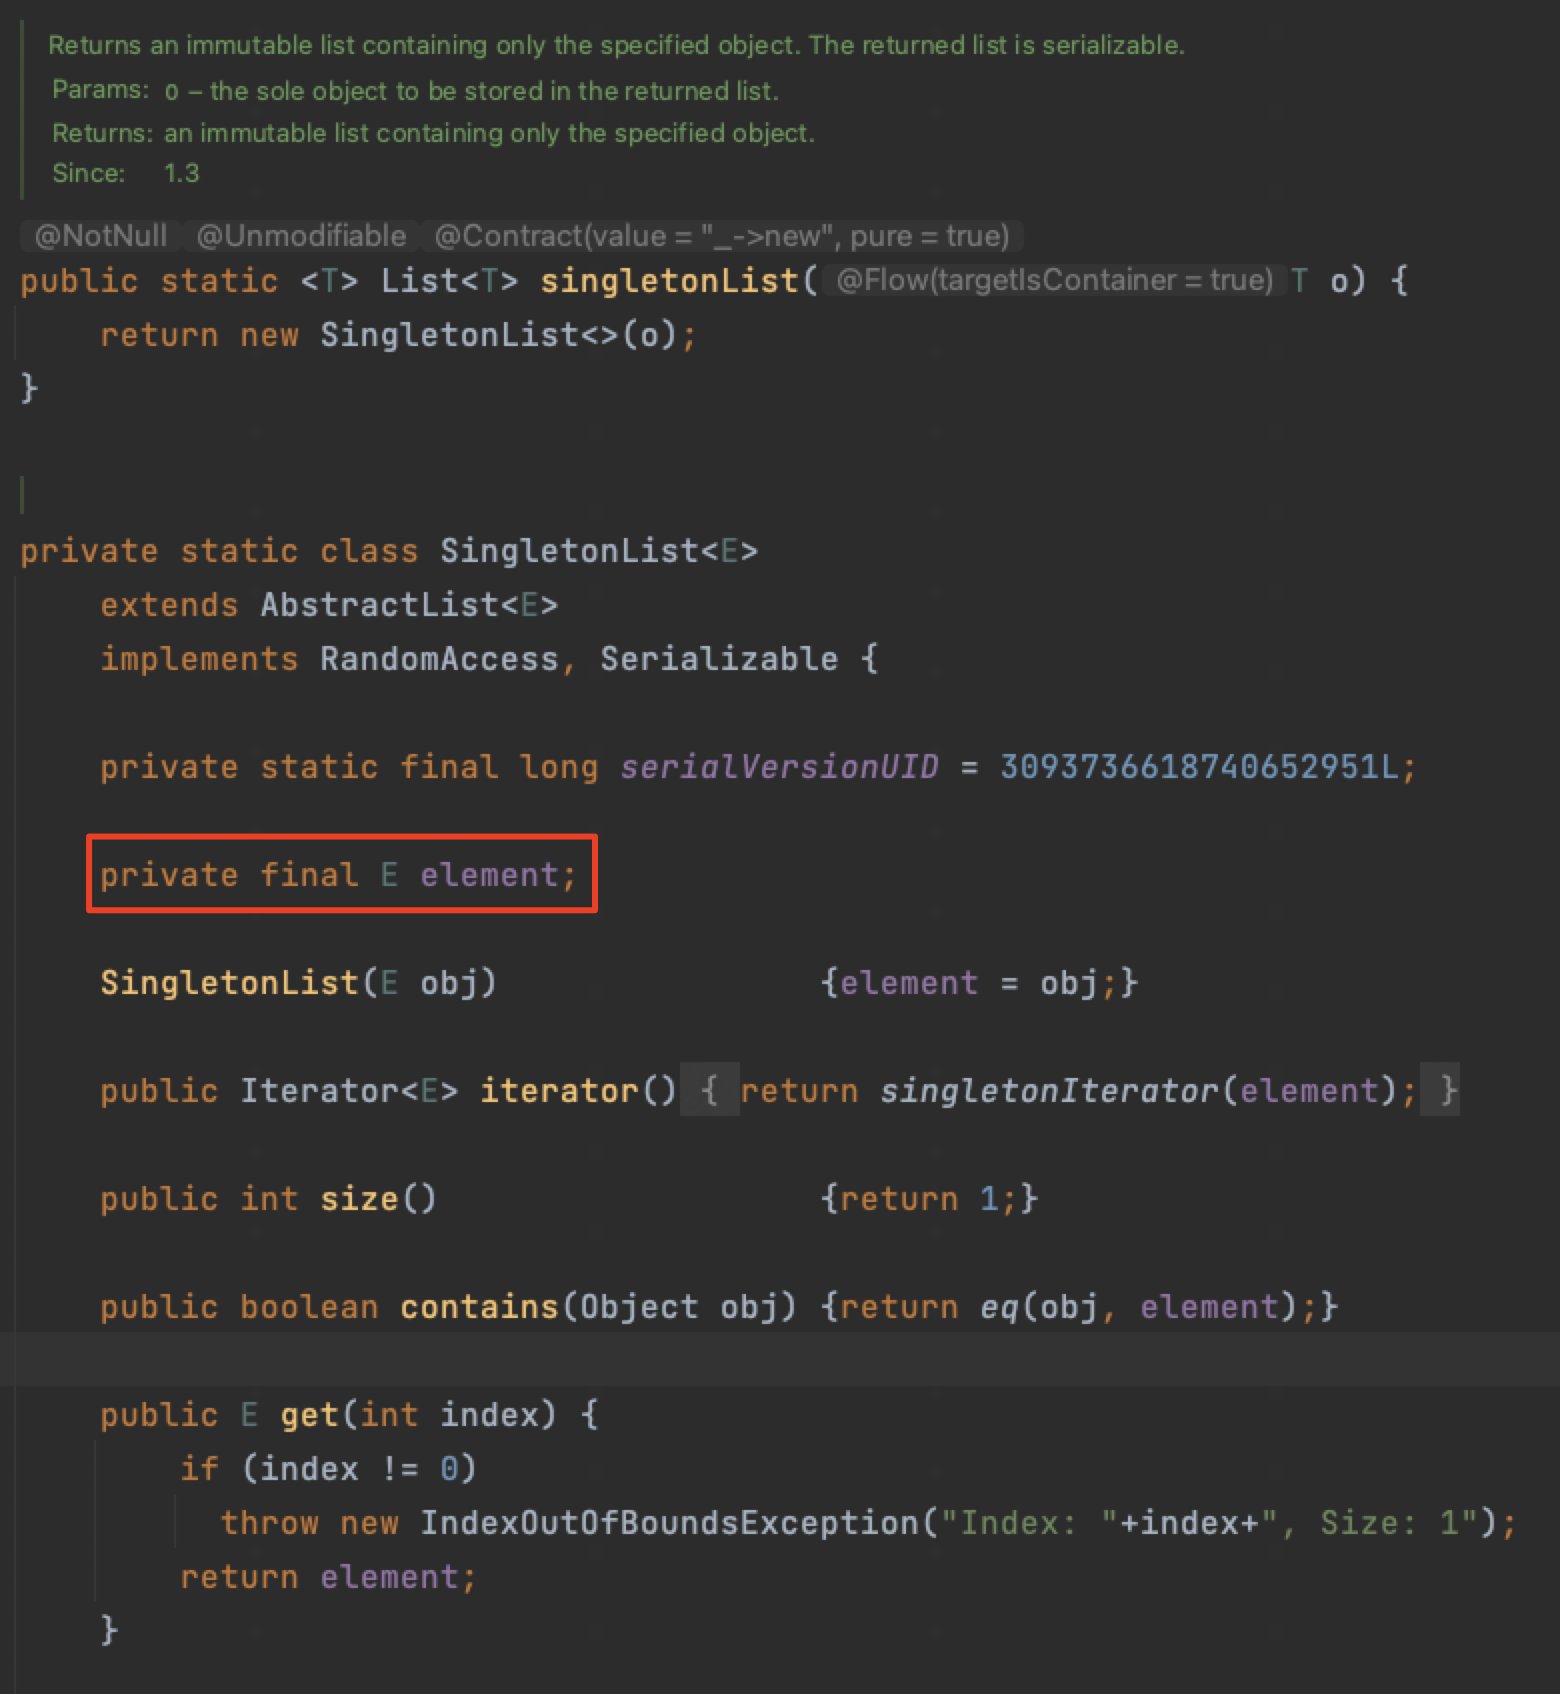 Returns an immutable list containing only the specified object. The returned list is serializable.
Params: o – the sole object to be stored in the returned list.
Returns: an immutable list containing only the specified object.
Since: 1.3
@NotNull @Unmodifiable @Contract(value = "_->new", pure = true)
public static <T> List<T> singletonList( @Flow(targetIsContainer = true) T o) {
return new SingletonList<>(o);
}
private static class SingletonList<E>
extends AbstractList<E>
implements RandomAccess, Serializable {
private static final long serialVersionUID = 3093736618740652951L;
private final E element;
SingletonList(E obj) {element = obj;}
public Iterator<E> iterator() { return singletonIterator(element); }
public int size() {return 1;}
public boolean contains(Object obj) {return eq(obj, element);}
public E get(int index) {
if (index != 0)
throw new IndexOutOfBoundsException("Index: "+index+", Size: 1");
return element;
}